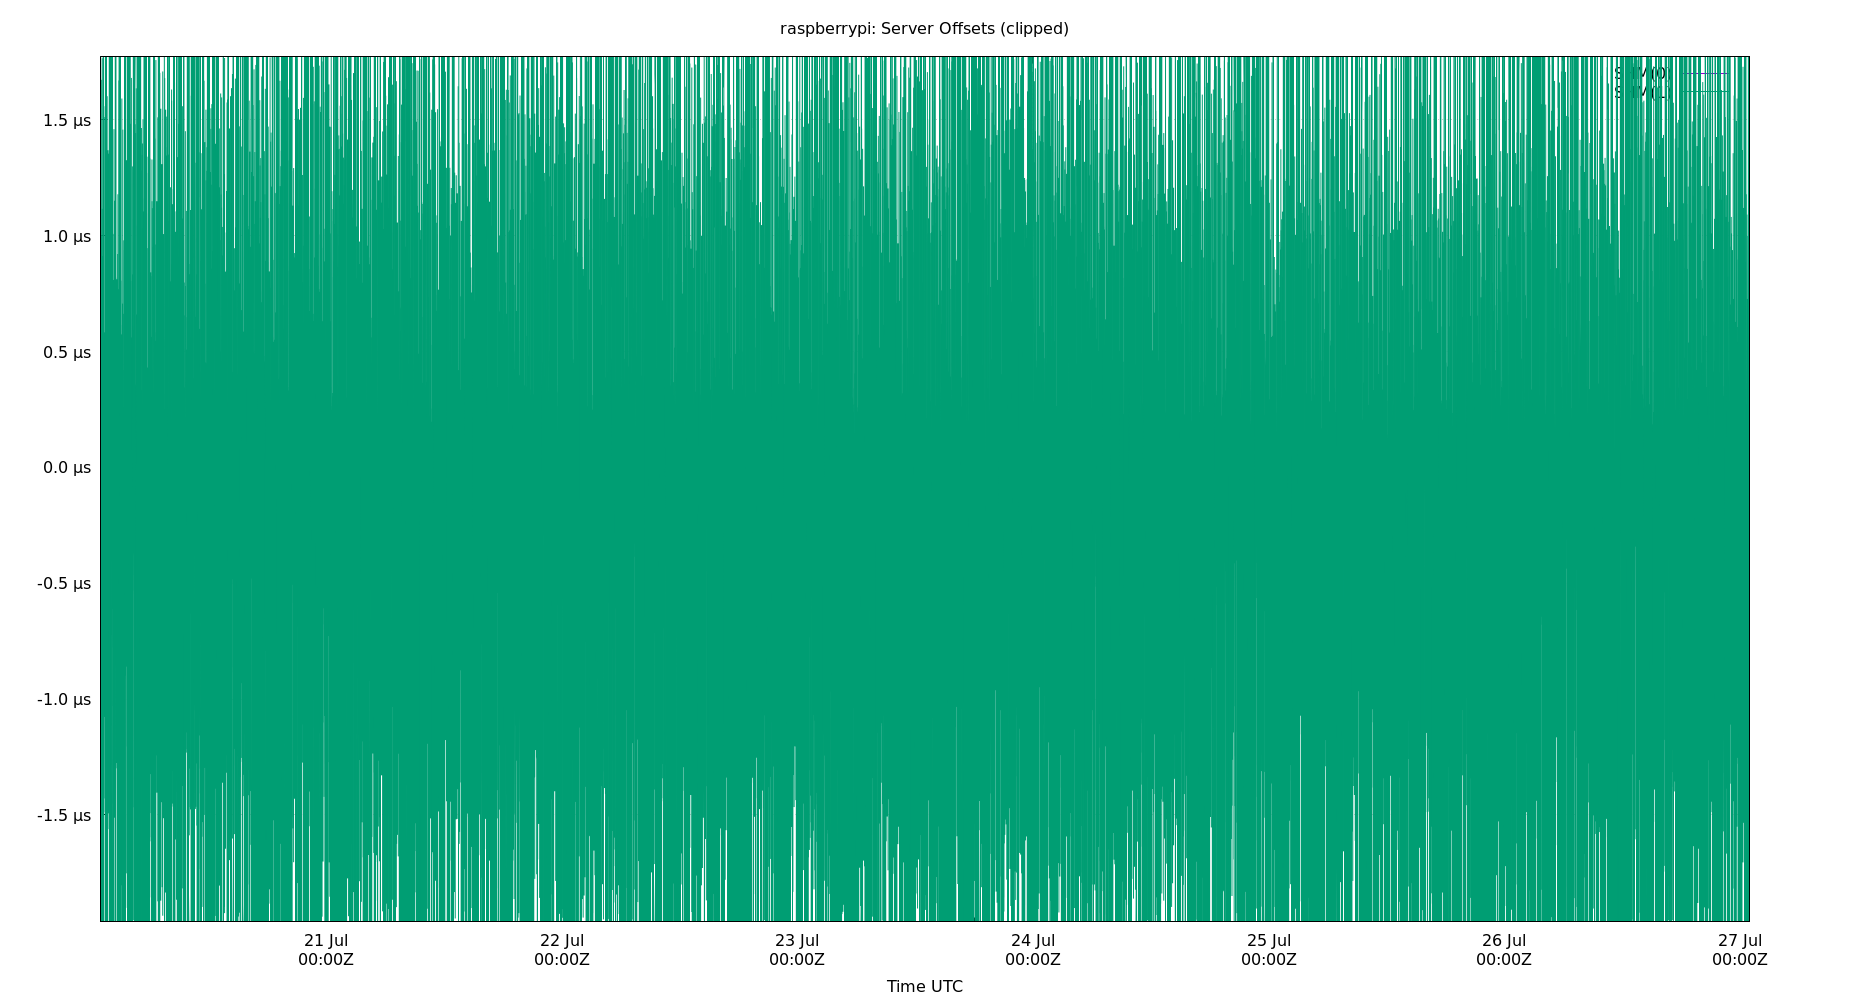 raspberrypi: Server Offsets (clipped)
1.5 µs
1.0 µs
0.5 µs
0.0 µs
-0.5 µs
-1.0 µs
-1.5 µs
21 Jul
00:00Z
22 Jul
00:00Z
23 Jul
00:00Z
24 Jul
00:00Z
25 Jul
00:00Z
26 Jul
00:00Z
27 Jul
00:00Z
Time UTC